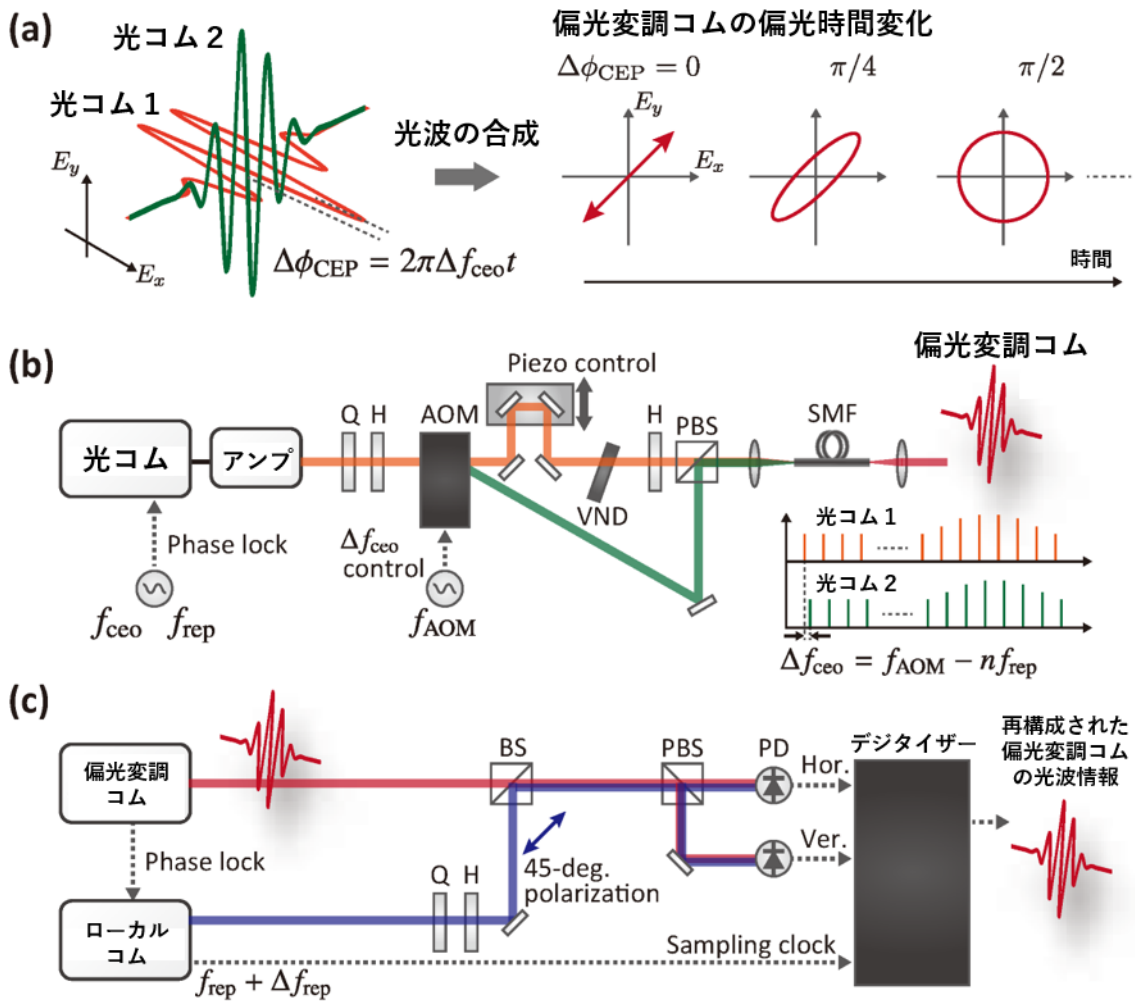 (a)
光コム 2
光コム 1
E_y
E_x
Δϕ_CEP = 2πΔf_ceo t
光波の合成
偏光変調コムの偏光時間変化
Δϕ_CEP = 0
π/4
π/2
E_y
E_x
時間
(b)
光コム
アンプ
Phase lock
f_ceo f_rep
Q H
AOM
Δf_ceo
control
f_AOM
Piezo control
VND
H
PBS
SMF
偏光変調コム
光コム 1
光コム 2
Δf_ceo = f_AOM − n f_rep
(c)
偏光変調
コム
Phase lock
ローカル
コム
f_rep + Δf_rep
Q H
BS
45-deg.
polarization
PBS
PD
Hor.
Ver.
Sampling clock
デジタイザー
再構成された
偏光変調コム
の光波情報